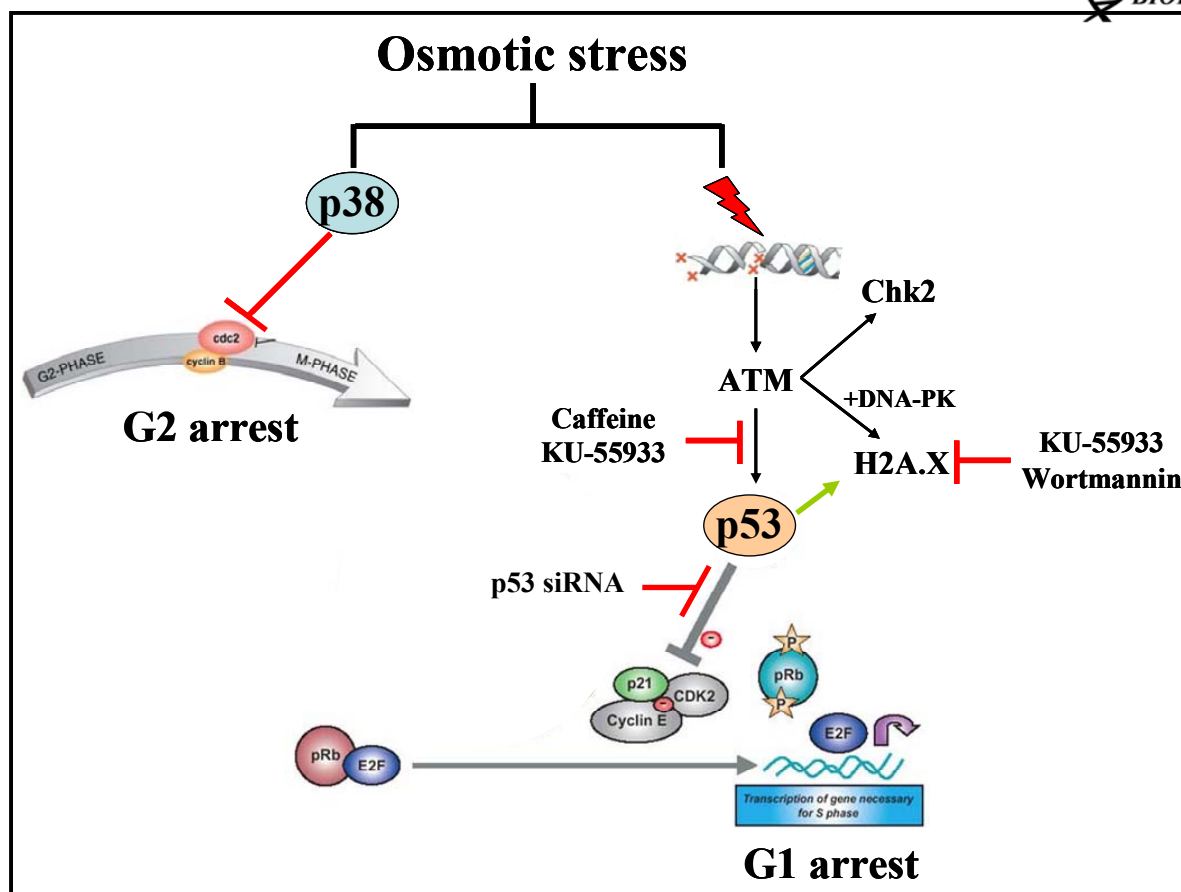 Osmotic stress
p38
Chk2
cdc2
cyclin B
G2-PHASE
M-PHASE
G2 arrest
ATM
+DNA-PK
Caffeine
KU-55933
H2A.X
KU-55933
Wortmannin
p53
p53 siRNA
-
p21
CDK2
-
Cyclin E
P
pRb
P
pRb
E2F
E2F
Transcription of gene necessary
for S phase
G1 arrest